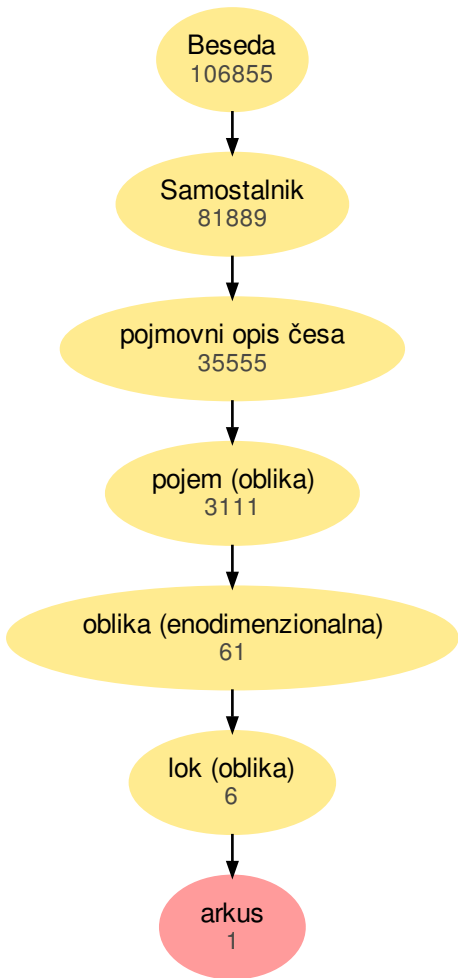 Beseda
106855
Samostalnik
81889
pojmovni opis česa
35555
pojem (oblika)
3111
oblika (enodimenzionalna)
61
lok (oblika)
6
arkus
1